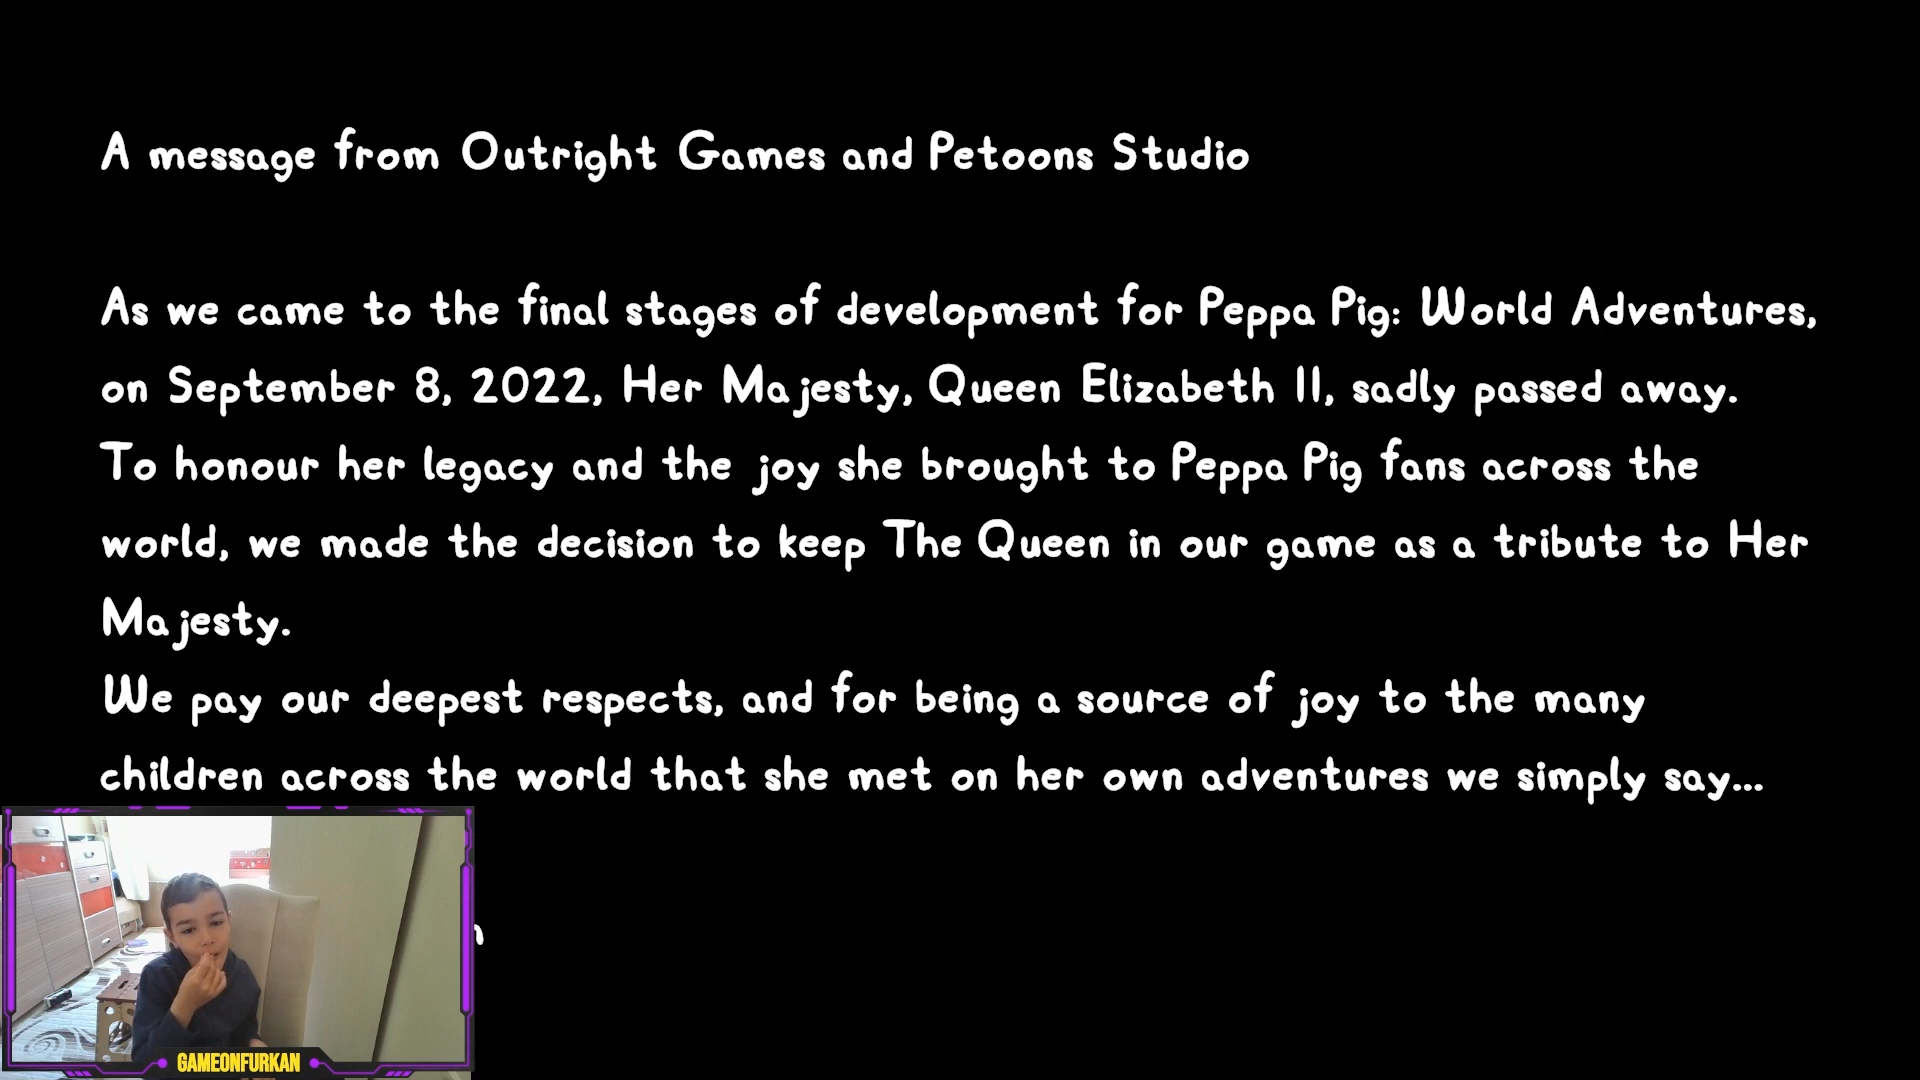 A message from Outright Games and Petoons Studio
As we came to the final stages of development for Peppa Pig: World Adventures,
on September 8, 2022, Her Majesty, Queen Elizabeth II, sadly passed away.
To honour her legacy and the joy she brought to Peppa Pig fans across the
world, we made the decision to keep The Queen in our game as a tribute to Her
Majesty.
We pay our deepest respects, and for being a source of joy to the many
children across the world that she met on her own adventures we simply say...
GAMEONFURKAN